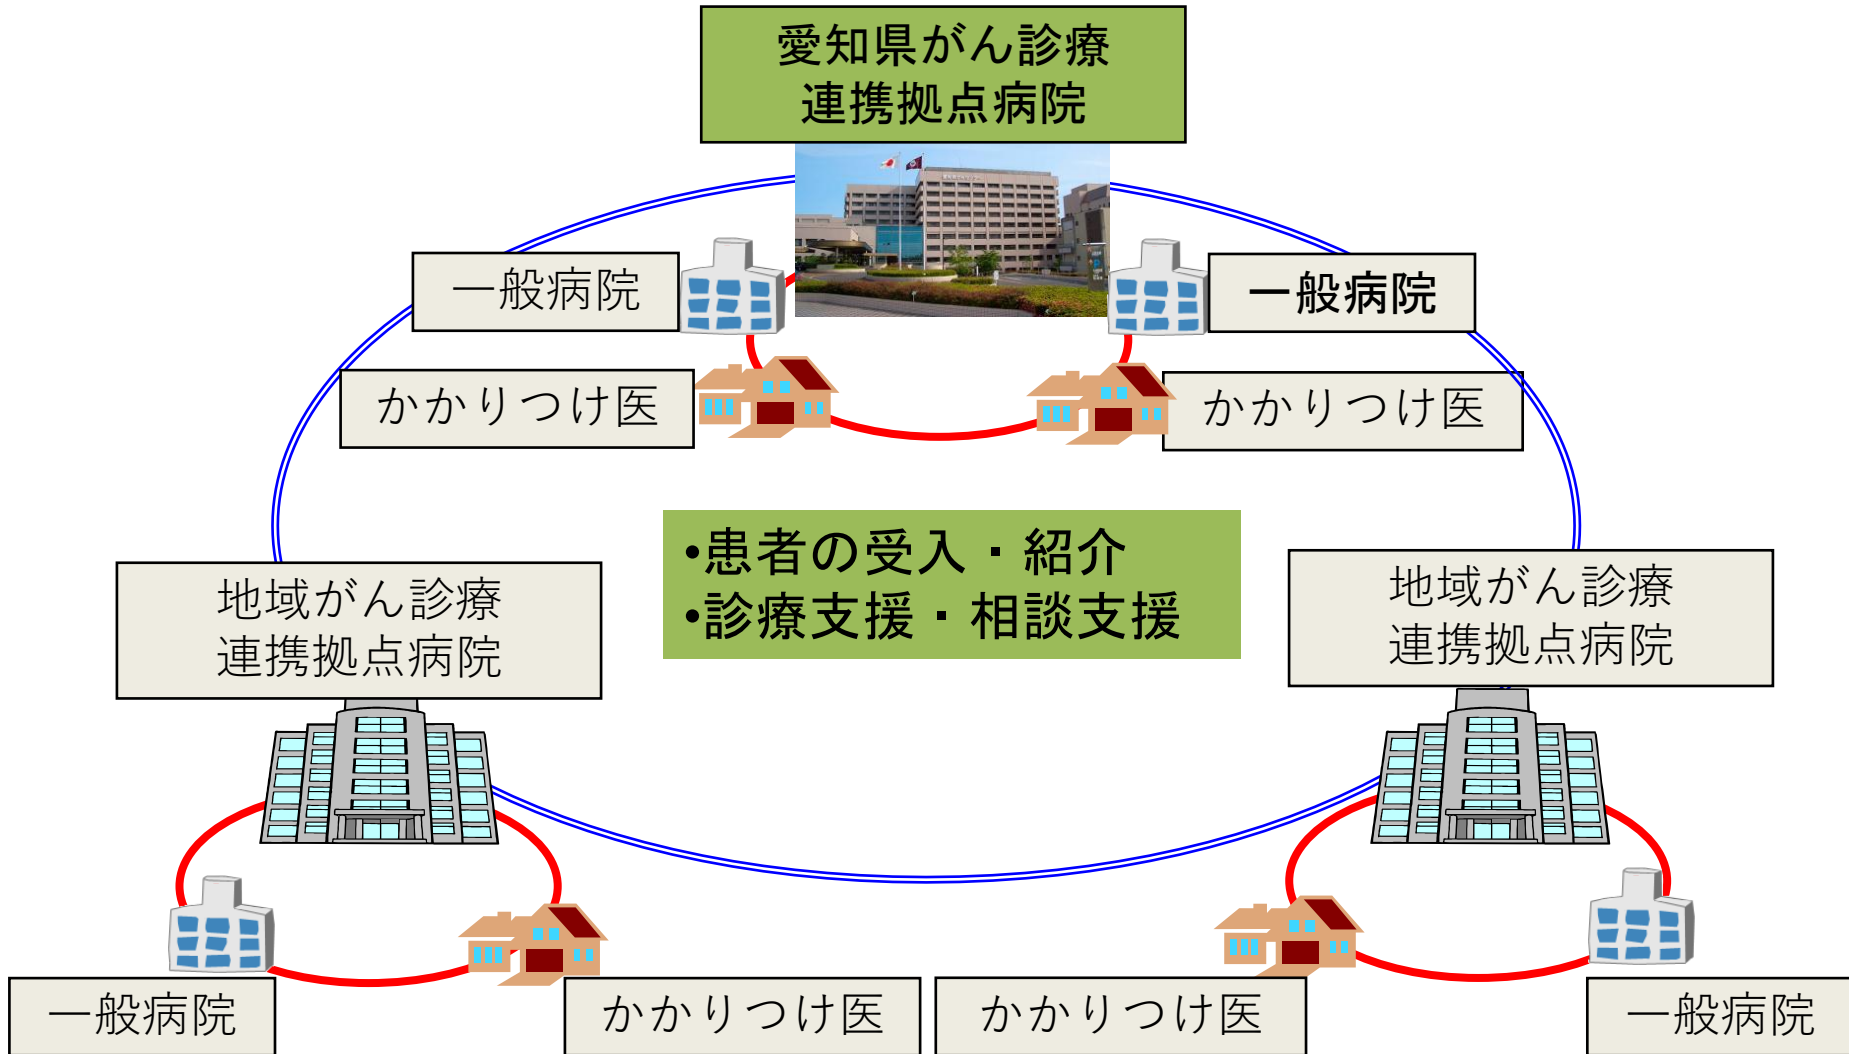 愛知県がん診療
連携拠点病院
一般病院
一般病院
かかりつけ医
かかりつけ医
•患者の受入・紹介
•診療支援・相談支援
地域がん診療
連携拠点病院
地域がん診療
連携拠点病院
一般病院
かかりつけ医
かかりつけ医
一般病院